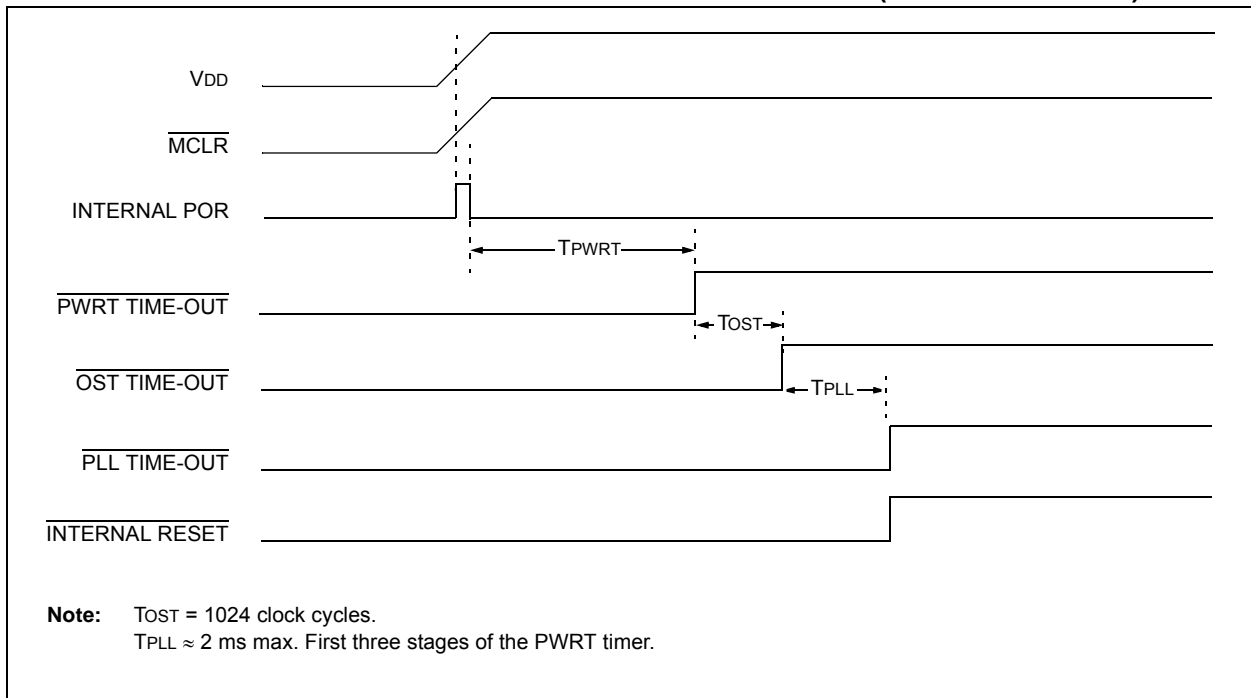 VDD
MCLR
INTERNAL POR
TPWRT
PWRT TIME-OUT
TOST
OST TIME-OUT
TPLL
PLL TIME-OUT
INTERNAL RESET
Note: TOST = 1024 clock cycles.
TPLL ≈ 2 ms max. First three stages of the PWRT timer.